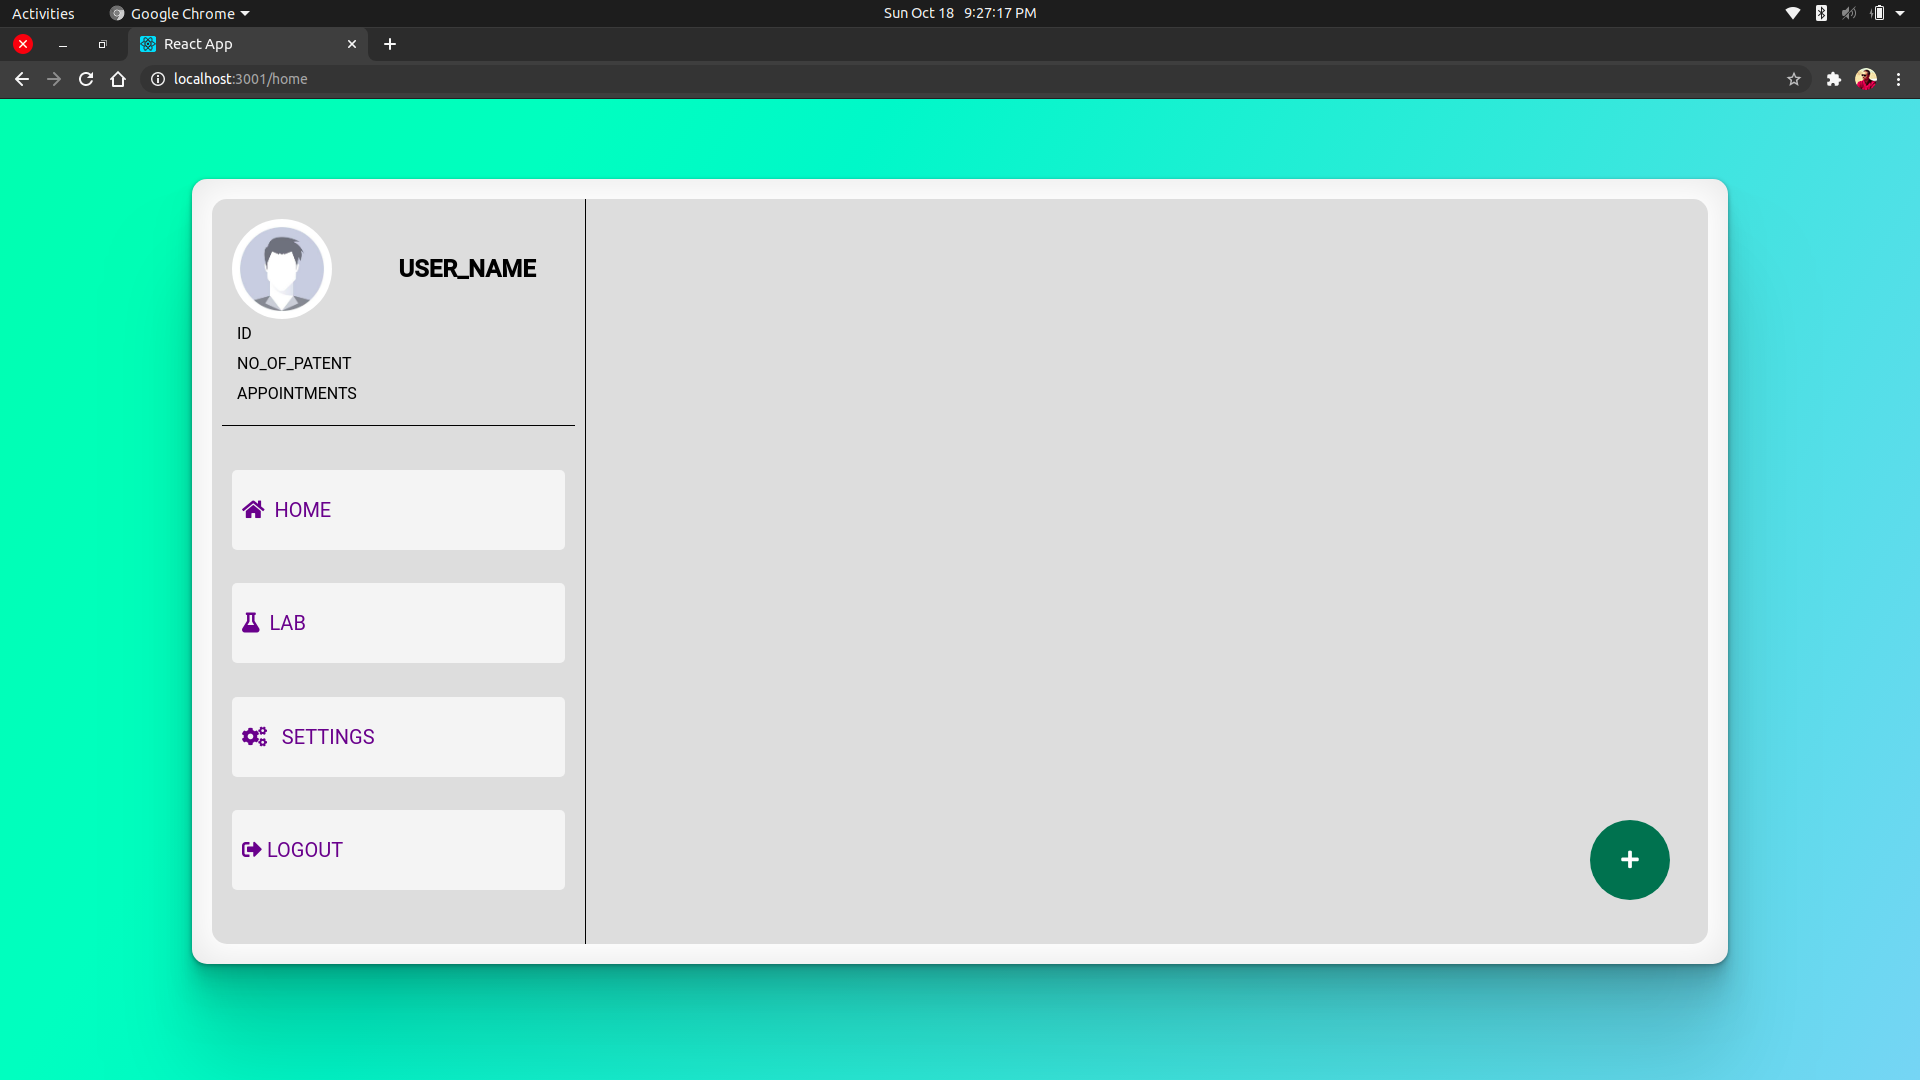 Activities Google Chrome Sun Oct 18 9:27:17 PM
React App
localhost:3001/home
USER_NAME
ID
NO_OF_PATENT
APPOINTMENTS
HOME
LAB
SETTINGS
LOGOUT